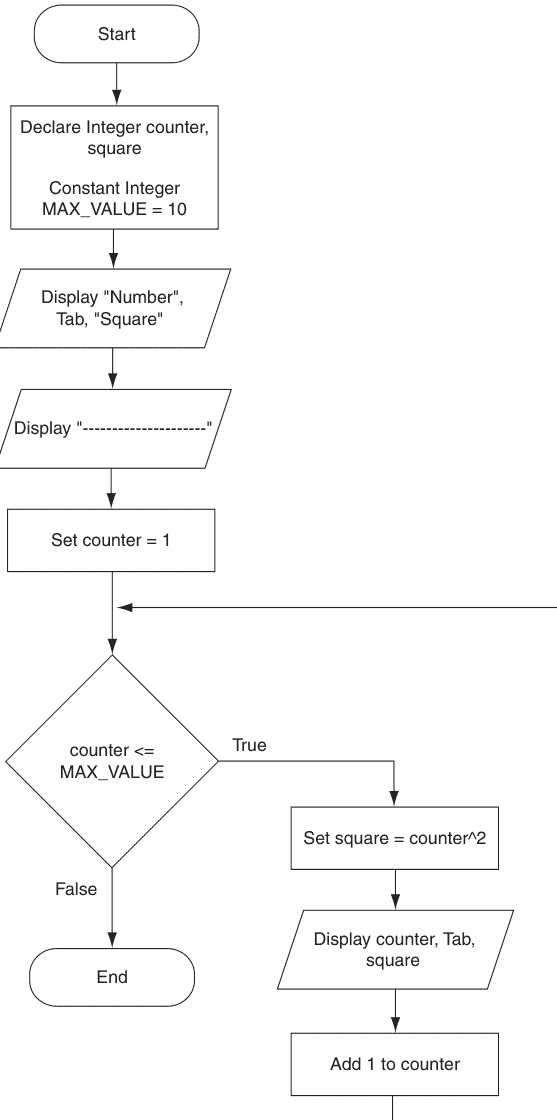 Start
Declare Integer counter,
square
Constant Integer
MAX_VALUE = 10
Display "Number",
Tab, "Square"
Display "---------------------"
Set counter = 1
counter <=
MAX_VALUE
True
False
End
Set square = counter^2
Display counter, Tab,
square
Add 1 to counter